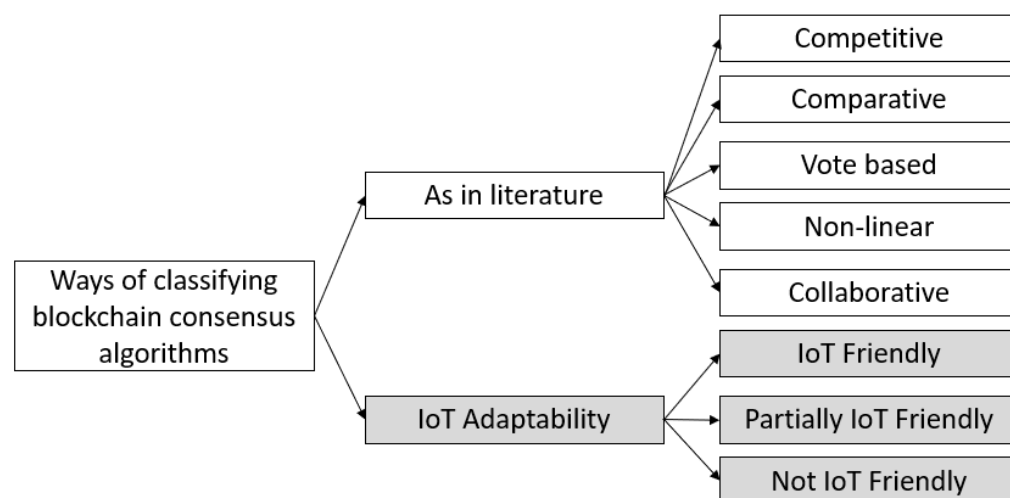 Competitive
Comparative
Vote based
Non-linear
Collaborative
As in literature
Ways of classifying
blockchain consensus
algorithms
IoT Adaptability
IoT Friendly
Partially IoT Friendly
Not IoT Friendly